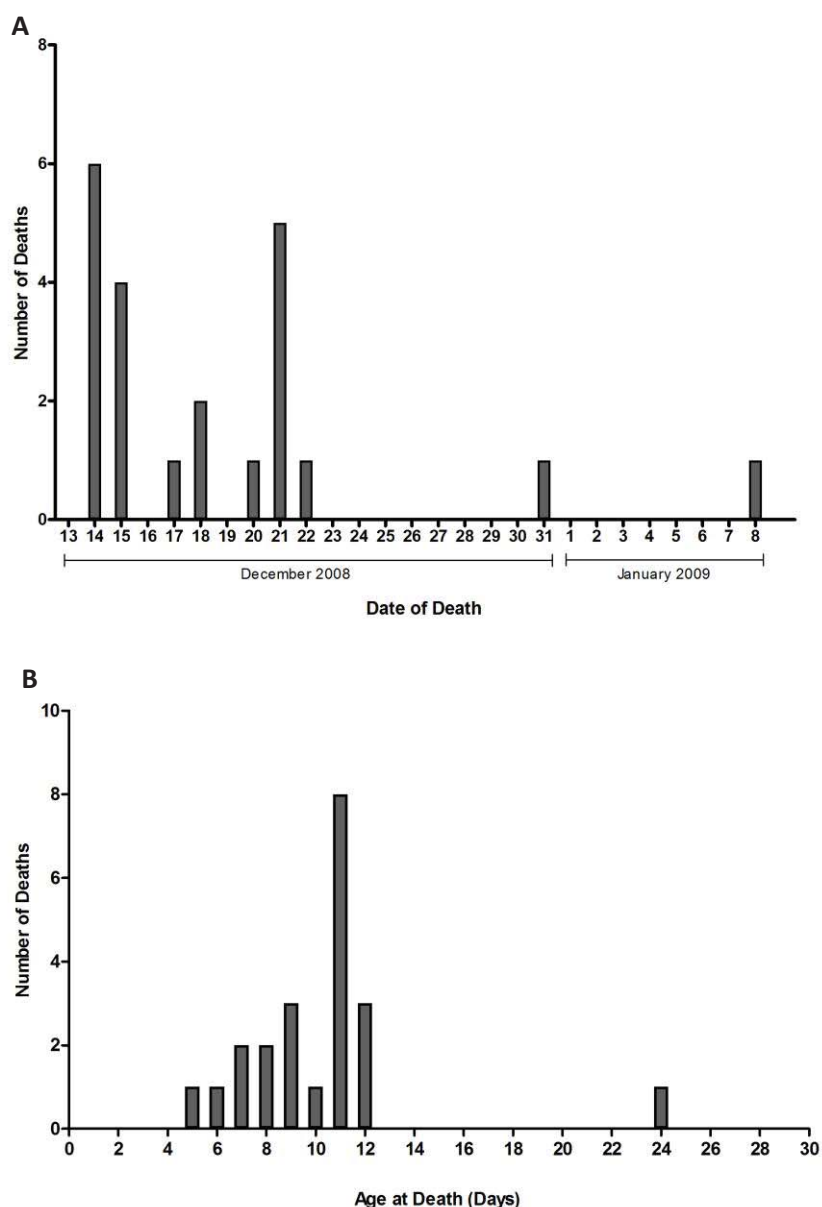 A
8
6
4
2
0
Number of Deaths
13 14 15 16 17 18 19 20 21 22 23 24 25 26 27 28 29 30 31 1 2 3 4 5 6 7 8
December 2008 January 2009
Date of Death
B
10
8
6
4
2
0
Number of Deaths
0 2 4 6 8 10 12 14 16 18 20 22 24 26 28 30
Age at Death (Days)